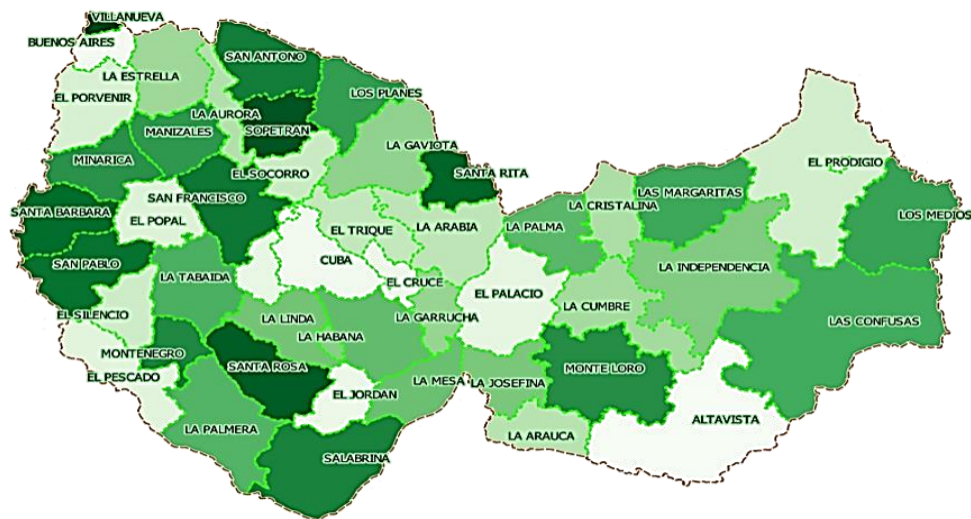 VILLANUEVA
BUENOS AIRES
SAN ANTONO
LA ESTRELLA
EL PORVENIR
LOS PLANES
LA AURORA
MANIZALES
SOPETRAN
LA GAVIOTA
MINARICA
EL SOCORRO
SANTA RITA
EL PRODIGIO
LAS MARGARITAS
SAN FRANCISCO
LA CRISTALINA
SANTA BARBARA
EL POPAL
LOS MEDIOS
EL TRIQUE
LA ARABIA
LA PALMA
SAN PABLO
CUBA
LA INDEPENDENCIA
LA TABAIDA
EL CRUCE
EL PALACIO
LA CUMBRE
EL SILENCIO
LA LINDA
LA GARRUCHA
LAS CONFUSAS
LA HABANA
MONTENEGRO
SANTA ROSA
MONTE LORO
EL PESCADO
LA MESA
LA JOSEFINA
EL JORDAN
ALTAVISTA
LA PALMERA
LA ARAUCA
SALABRINA